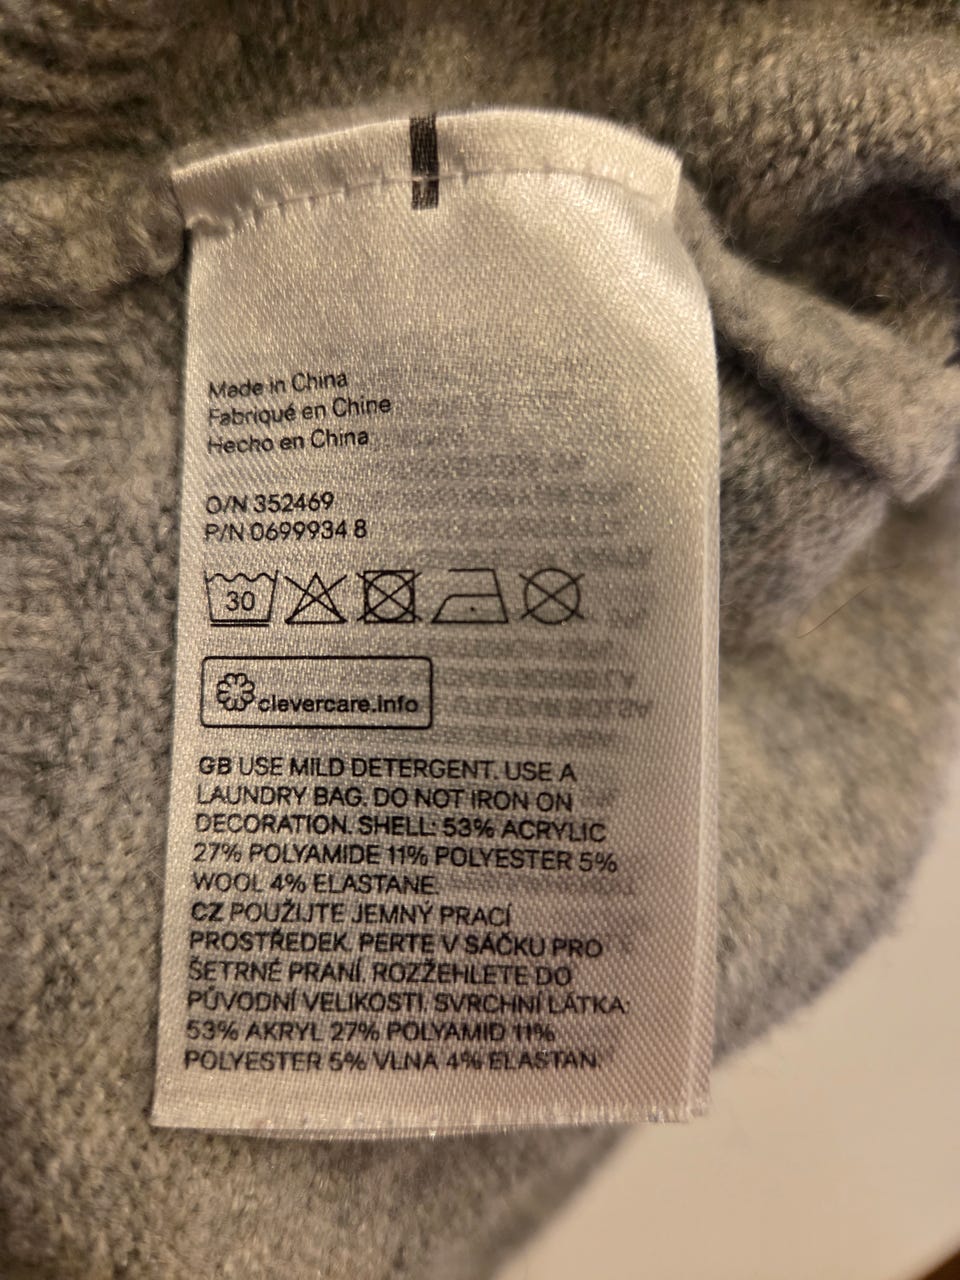 Made in China
Fabriqué en Chine
Hecho en China
O/N 352469
P/N 0699934 8
30
clevercare.info
GB USE MILD DETERGENT. USE A
LAUNDRY BAG. DO NOT IRON ON
DECORATION. SHELL: 53% ACRYLIC
27% POLYAMIDE 11% POLYESTER 5%
WOOL 4% ELASTANE.
CZ POUŽIJTE JEMNÝ PRACÍ
PROSTŘEDEK. PERTE V SÁČKU PRO
ŠETRNÉ PRANÍ. ROZŽEHLETE DO
PŮVODNÍ VELIKOSTI. SVRCHNÍ LÁTKA:
53% AKRYL 27% POLYAMID 11%
POLYESTER 5% VLNA 4% ELASTAN.